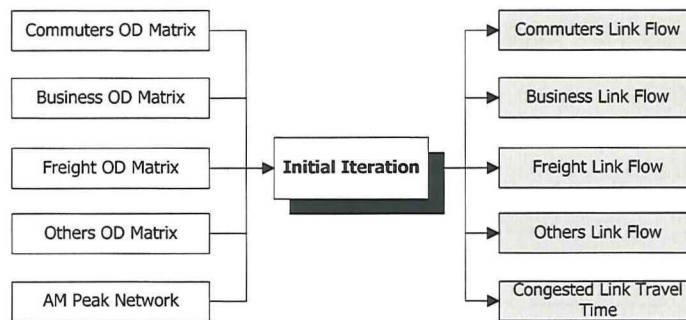 Commuters OD Matrix
Business OD Matrix
Freight OD Matrix
Others OD Matrix
AM Peak Network
Initial Iteration
Commuters Link Flow
Business Link Flow
Freight Link Flow
Others Link Flow
Congested Link Travel
Time